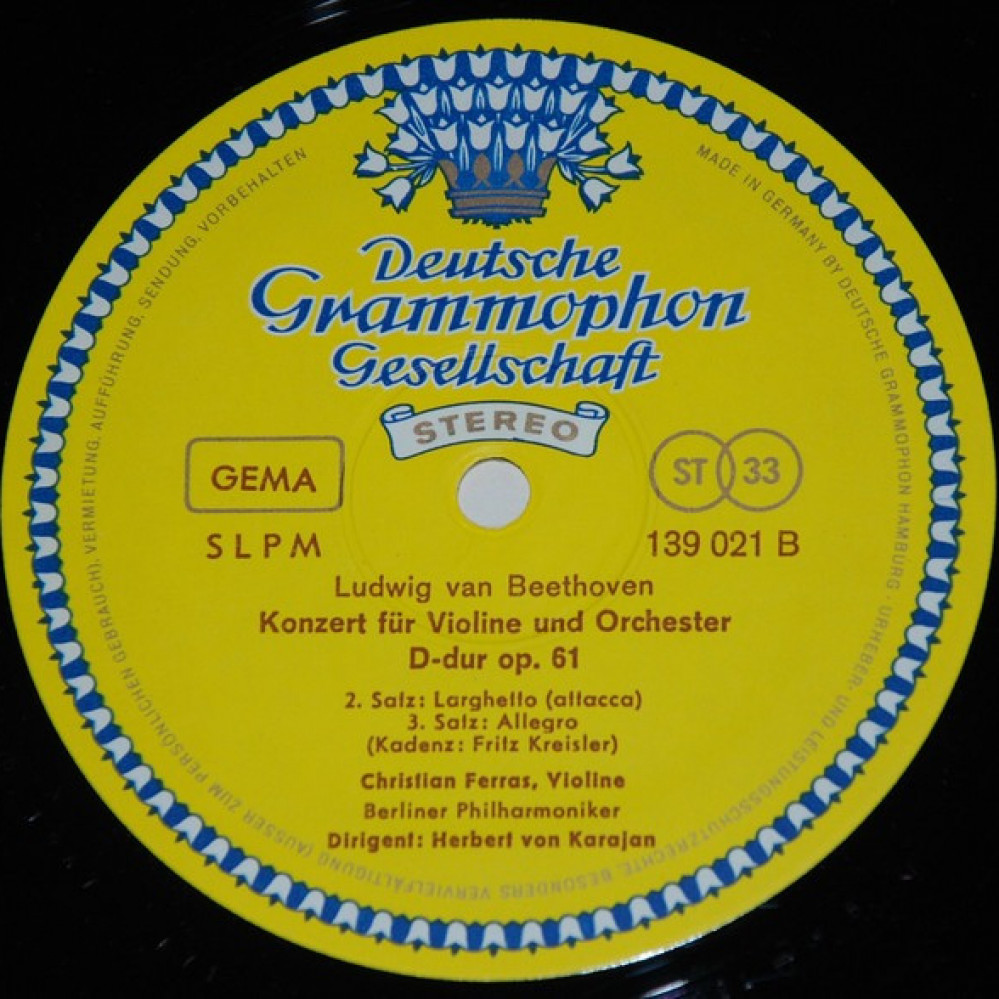 Deutsche
Grammophon
Gesellschaft
STEREO
GEMA
ST 33
SLPM
139 021 B
Ludwig van Beethoven
Konzert für Violine und Orchester
D-dur op. 61
2. Satz: Larghetto (attacca)
3. Satz: Allegro
(Kadenz: Fritz Kreisler)
Christian Ferras, Violine
Berliner Philharmoniker
Dirigent: Herbert von Karajan
MADE IN GERMANY BY DEUTSCHE GRAMMOPHON HAMBURG · URHEBER- UND LEISTUNGSSCHUTZRECHTE, BESONDERS VERVIELFÄLTIGUNG (AUSSER ZUM PERSÖNLICHEN GEBRAUCH), VERMIETUNG, AUFFÜHRUNG, SENDUNG, VORBEHALTEN